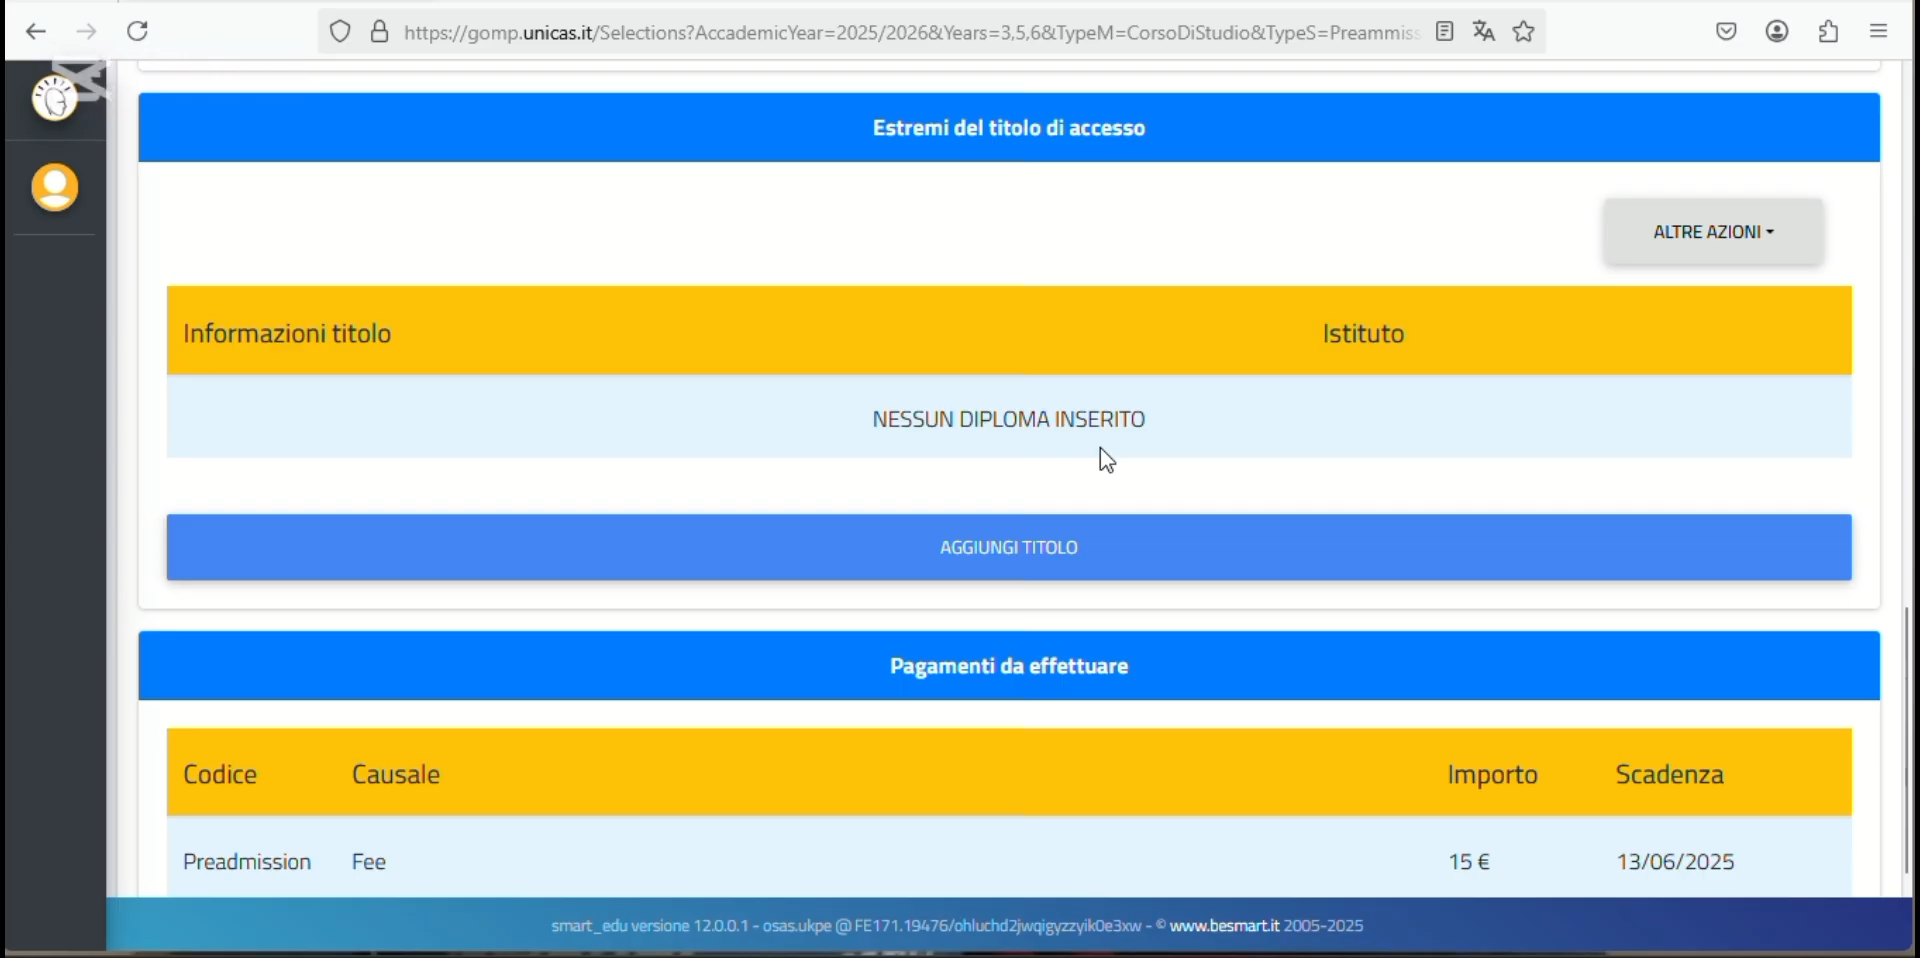 https://gomp.unicas.it/Selections?AccademicYear=2025/2026&Years=3,5,6&TypeM=CorsoDiStudio&TypeS=Preammiss
Estremi del titolo di accesso
ALTRE AZIONI
Informazioni titolo Istituto
NESSUN DIPLOMA INSERITO
AGGIUNGI TITOLO
Pagamenti da effettuare
Codice Causale Importo Scadenza
Preadmission Fee 15 € 13/06/2025
smart_edu versione 12.0.0.1 - osas.ukpe @ FE171.19476/ohluchd2jwqigyzzyik0e3xw - © www.besmart.it 2005-2025